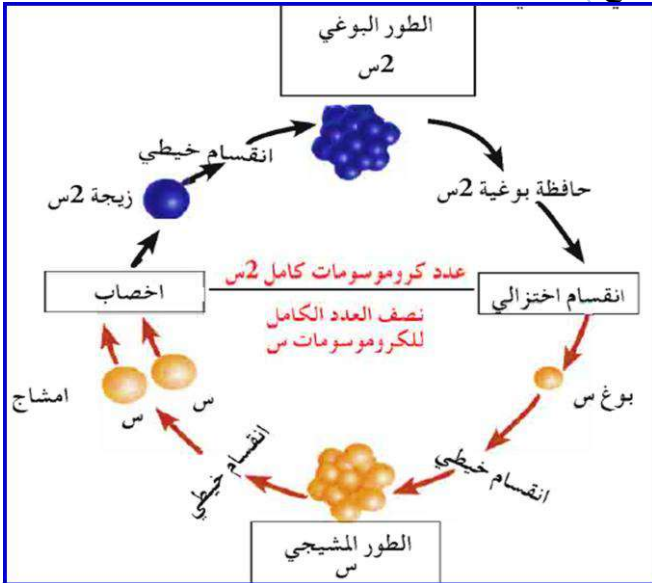 الطور البوغي
2س
انقسام خيطي
زيجة 2س
حافظة بوغية 2س
عدد كروموسومات كامل 2س
اخصاب
انقسام اختزالي
نصف العدد الكامل
للكروموسومات س
امشاج
س
س
بوغ س
انقسام خيطي
انقسام خيطي
الطور المشيجي
س